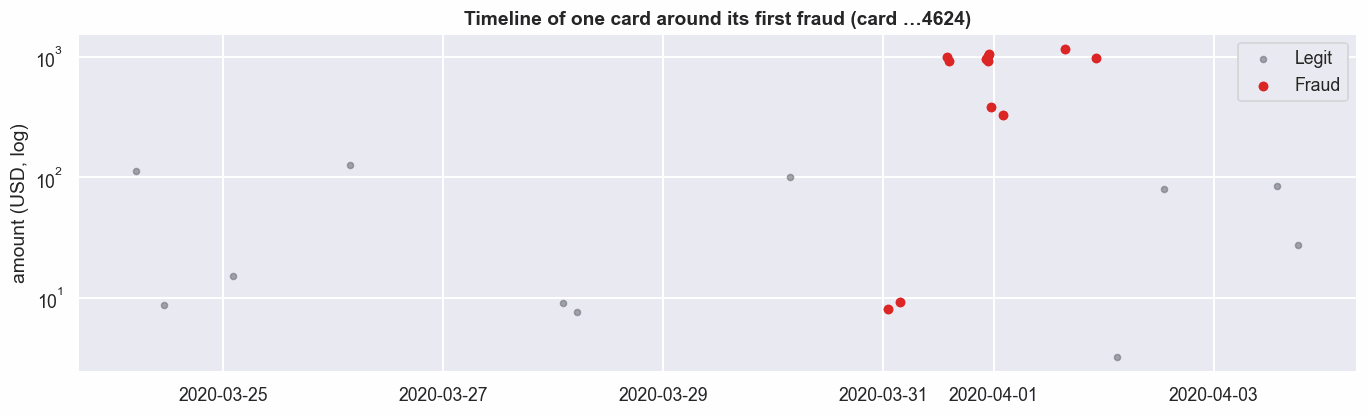 Timeline of one card around its first fraud (card …4624)
amount (USD, log)
10³
10²
10¹
Legit
Fraud
2020-03-25 2020-03-27 2020-03-29 2020-03-31 2020-04-01 2020-04-03